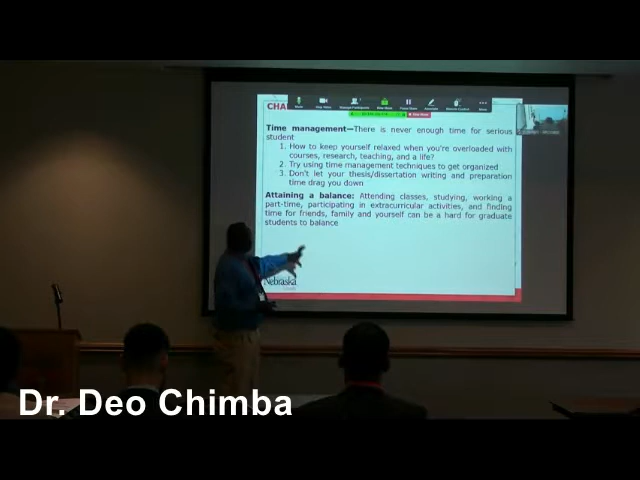 CHA
Time management—There is never enough time for serious
student
1. How to keep yourself relaxed when you're overloaded with
courses, research, teaching, and a life?
2. Try using time management techniques to get organized
3. Don't let your thesis/dissertation writing and preparation
time drag you down
Attaining a balance: Attending classes, studying, working a
part-time, participating in extracurricular activities, and finding
time for friends, family and yourself can be a hard for graduate
students to balance
Nebraska
Dr. Deo Chimba